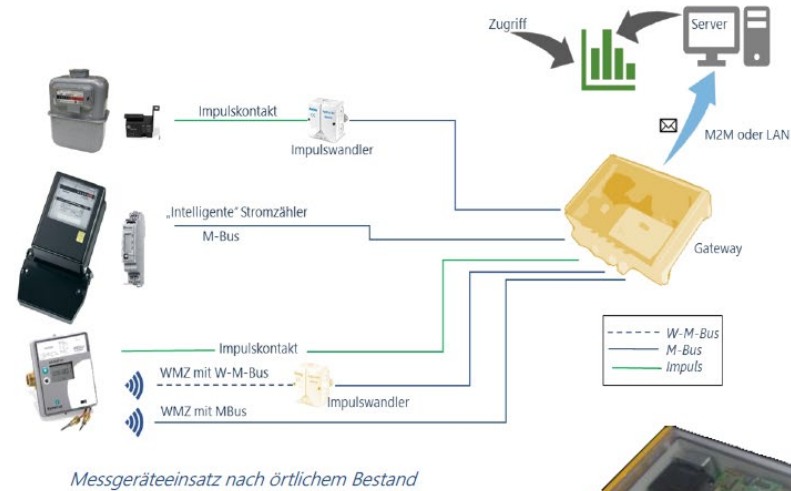 Zugriff
Server
M2M oder LAN
Impulskontakt
Impulswandler
„Intelligente" Stromzähler
M-Bus
Gateway
Impulskontakt
WMZ mit W-M-Bus
Impulswandler
WMZ mit MBus
W-M-Bus
M-Bus
Impuls
Messgeräteeinsatz nach örtlichem Bestand